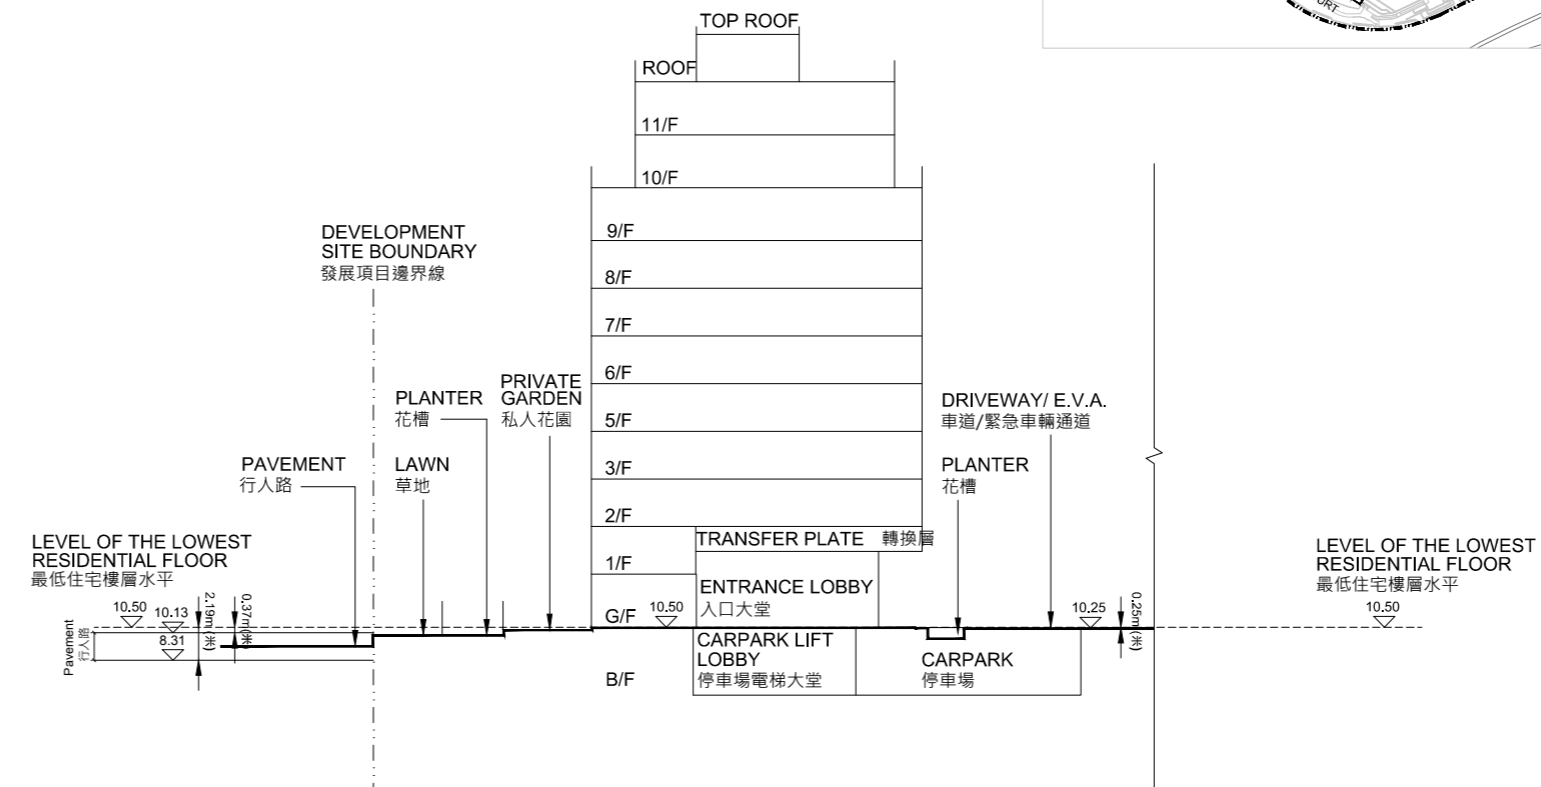 TOP ROOF
URT
ROOF
11/F
10/F
9/F
8/F
7/F
6/F
5/F
3/F
2/F
1/F
G/F
B/F
DEVELOPMENT
SITE BOUNDARY
發展項目邊界線
PLANTER
花槽
PRIVATE
GARDEN
私人花園
PAVEMENT
行人路
LAWN
草地
DRIVEWAY/ E.V.A.
車道/緊急車輛通道
PLANTER
花槽
TRANSFER PLATE 轉換層
ENTRANCE LOBBY
入口大堂
10.50
CARPARK LIFT
LOBBY
停車場電梯大堂
CARPARK
停車場
LEVEL OF THE LOWEST
RESIDENTIAL FLOOR
最低住宅樓層水平
10.50
10.13
8.31
2.19m(米)
0.37m(米)
Pavement
行人路
10.25
0.25m(米)
LEVEL OF THE LOWEST
RESIDENTIAL FLOOR
最低住宅樓層水平
10.50